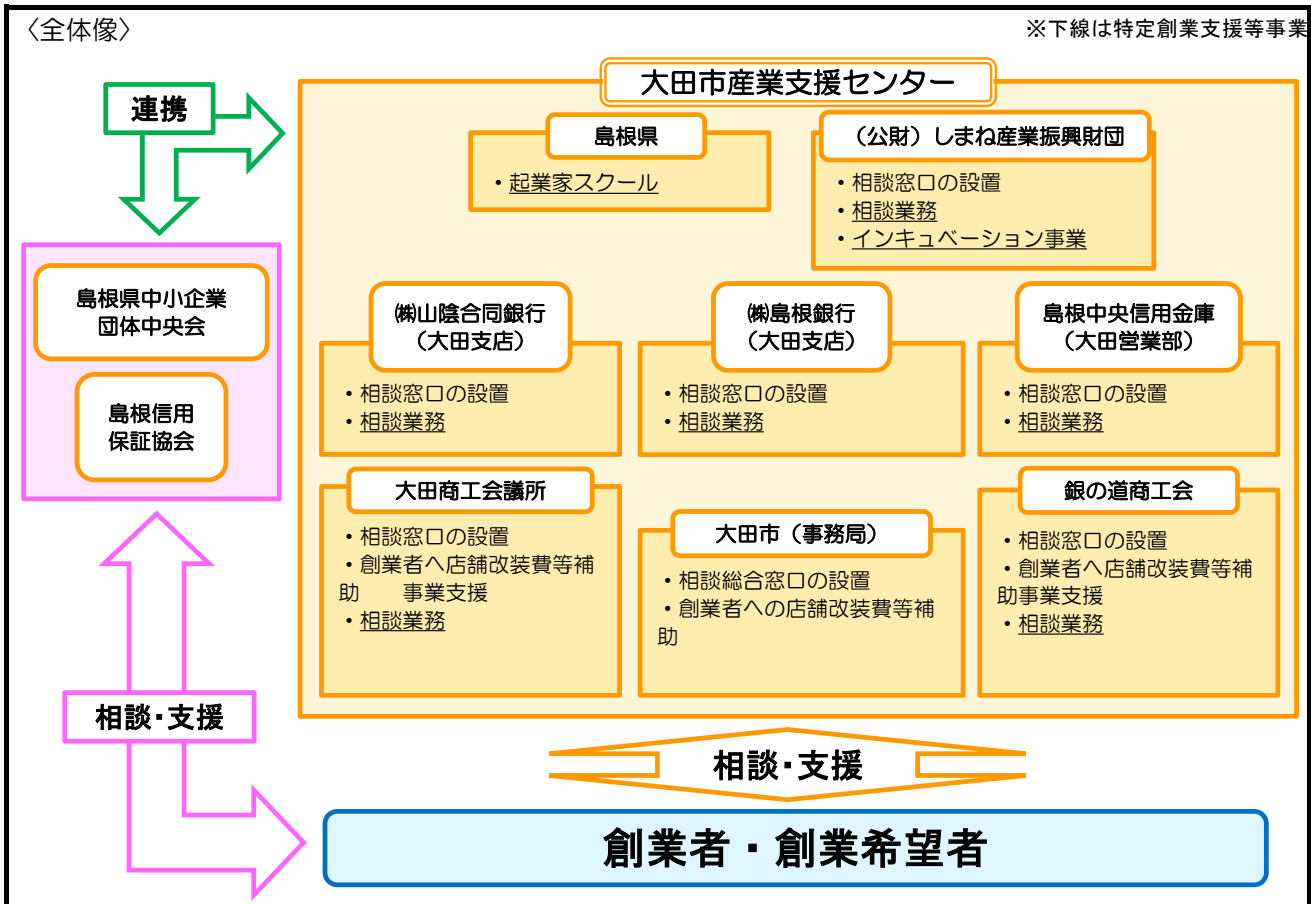 〈全体像〉
※下線は特定創業支援等事業
連携
大田市産業支援センター
島根県
・起業家スクール
（公財）しまね産業振興財団
・相談窓口の設置
・相談業務
・インキュベーション事業
島根県中小企業
団体中央会
島根信用
保証協会
㈱山陰合同銀行
（大田支店）
・相談窓口の設置
・相談業務
㈱島根銀行
（大田支店）
・相談窓口の設置
・相談業務
島根中央信用金庫
（大田営業部）
・相談窓口の設置
・相談業務
大田商工会議所
・相談窓口の設置
・創業者へ店舗改装費等補
助　　事業支援
・相談業務
大田市（事務局）
・相談総合窓口の設置
・創業者への店舗改装費等補
助
銀の道商工会
・相談窓口の設置
・創業者へ店舗改装費等補
助事業支援
・相談業務
相談・支援
相談・支援
創業者・創業希望者